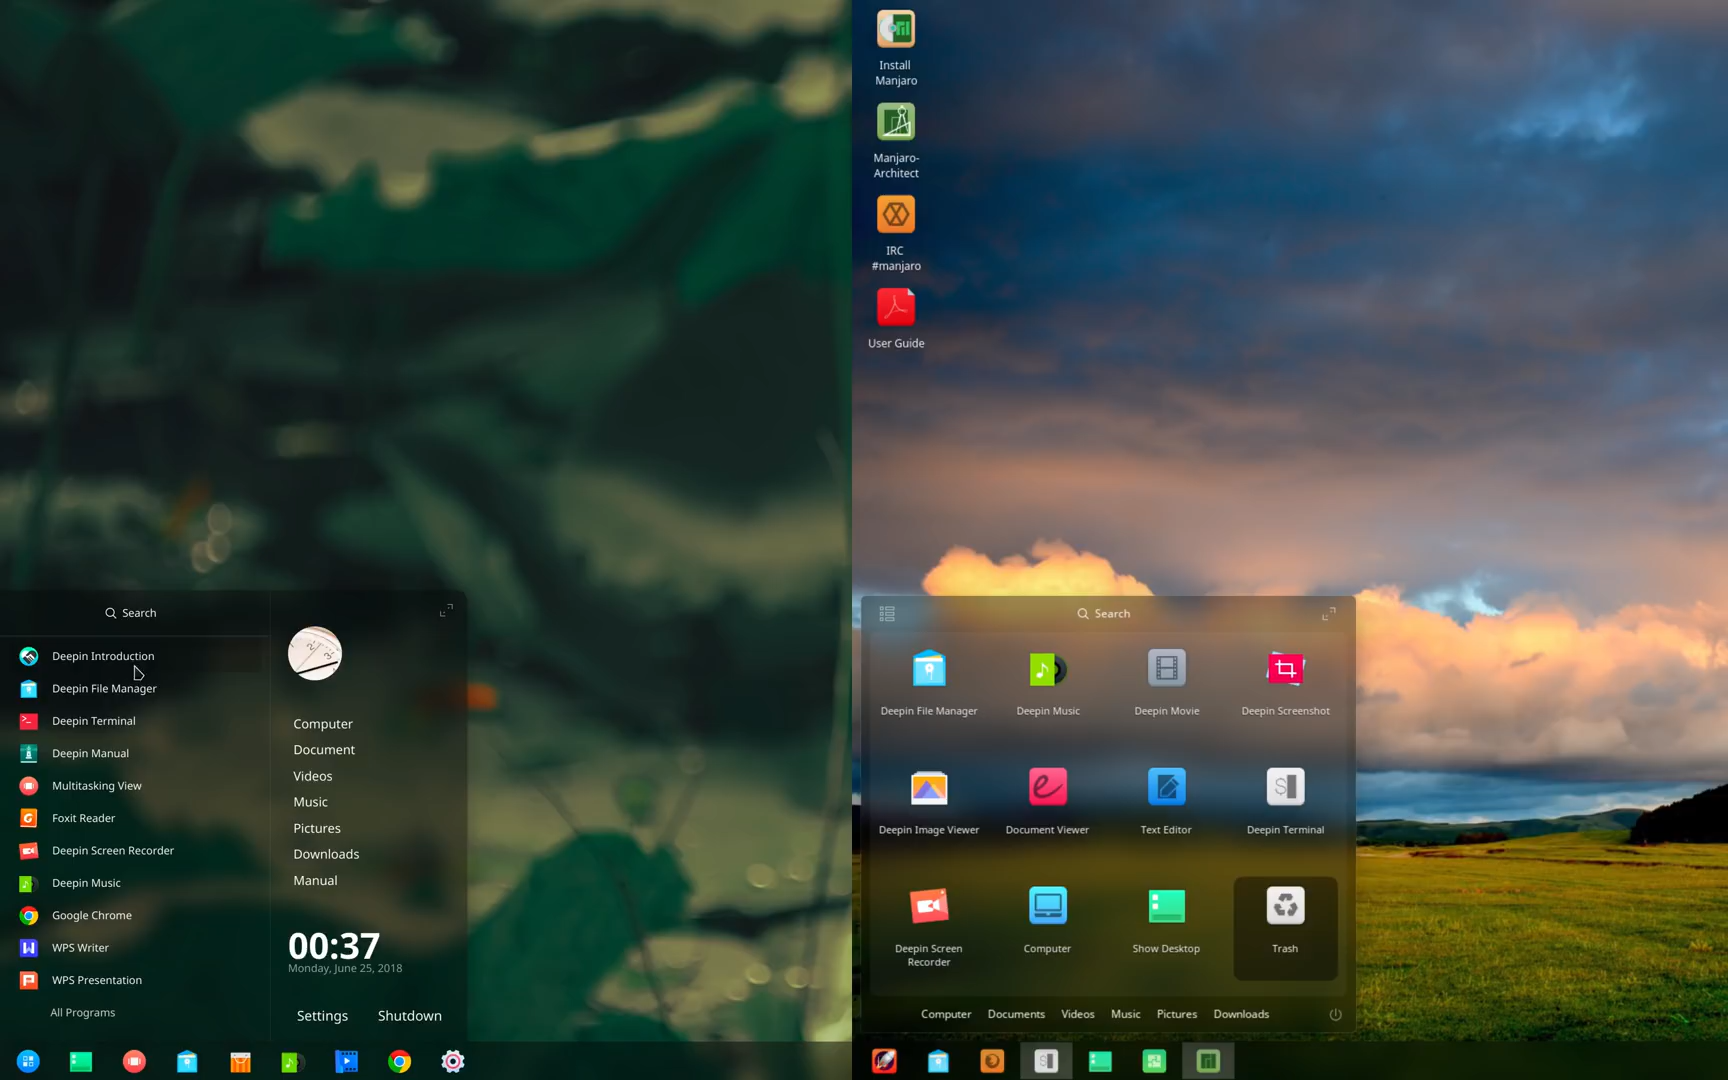 Search
Deepin Introduction
Deepin File Manager
Deepin Terminal
Deepin Manual
Multitasking View
Foxit Reader
Deepin Screen Recorder
Deepin Music
Google Chrome
WPS Writer
WPS Presentation
All Programs
Computer
Document
Videos
Music
Pictures
Downloads
Manual
00:37
Monday, June 25, 2018
Settings Shutdown
Install
Manjaro
Manjaro-
Architect
IRC
#manjaro
User Guide
Search
Deepin File Manager Deepin Music Deepin Movie Deepin Screenshot
Deepin Image Viewer Document Viewer Text Editor Deepin Terminal
Deepin Screen
Recorder
Computer Show Desktop Trash
Computer Documents Videos Music Pictures Downloads